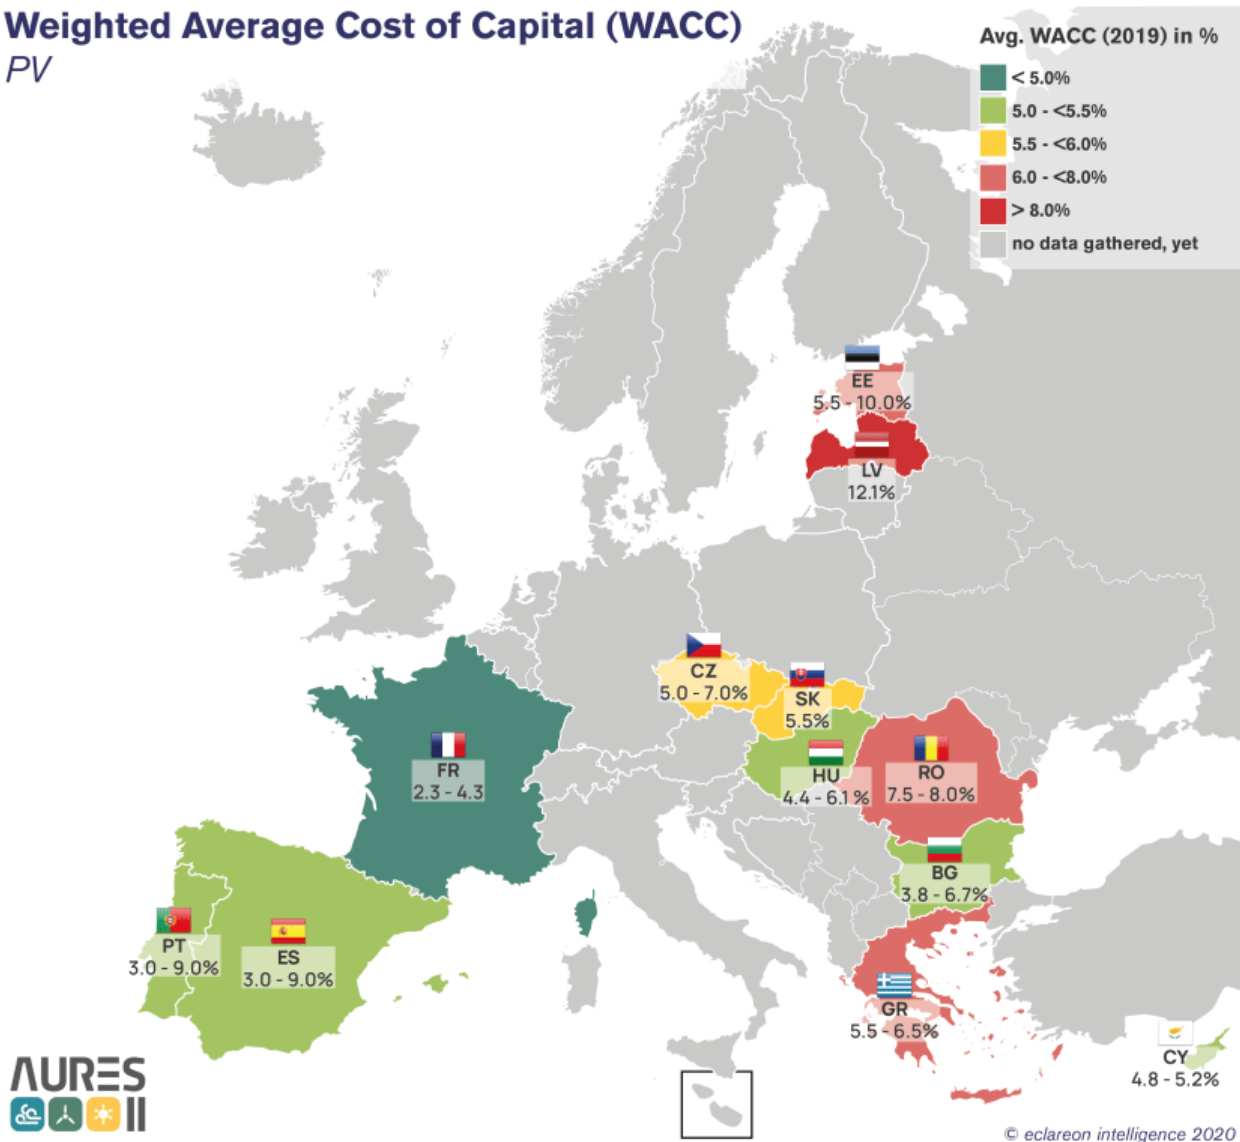 Weighted Average Cost of Capital (WACC)
PV
Avg. WACC (2019) in %
< 5.0%
5.0 - <5.5%
5.5 - <6.0%
6.0 - <8.0%
> 8.0%
no data gathered, yet
EE
5.5 - 10.0%
LV
12.1%
CZ
5.0 - 7.0%
SK
5.5%
FR
2.3 - 4.3
HU
4.4 - 6.1 %
RO
7.5 - 8.0%
BG
3.8 - 6.7%
PT
3.0 - 9.0%
ES
3.0 - 9.0%
GR
5.5 - 6.5%
CY
4.8 - 5.2%
AURES
II
© eclareon intelligence 2020